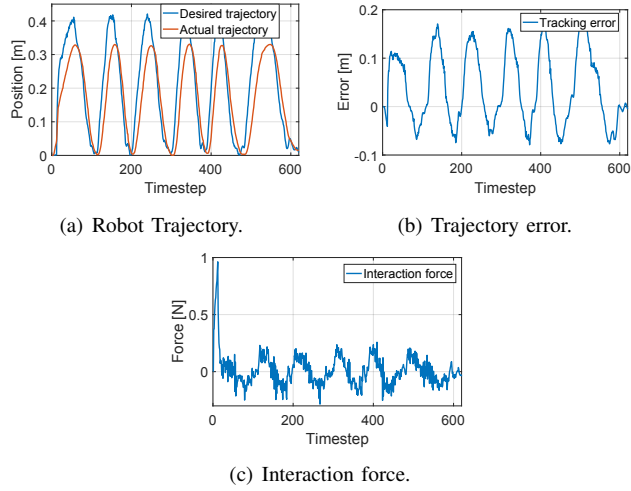 Desired trajectory
Actual trajectory
Position [m]
0.4
0.3
0.2
0.1
0
0 200 400 600
Timestep
(a) Robot Trajectory.
Tracking error
Error [m]
0.2
0.1
0
-0.1
0 200 400 600
Timestep
(b) Trajectory error.
Interaction force
Force [N]
1
0.5
0
0 200 400 600
Timestep
(c) Interaction force.